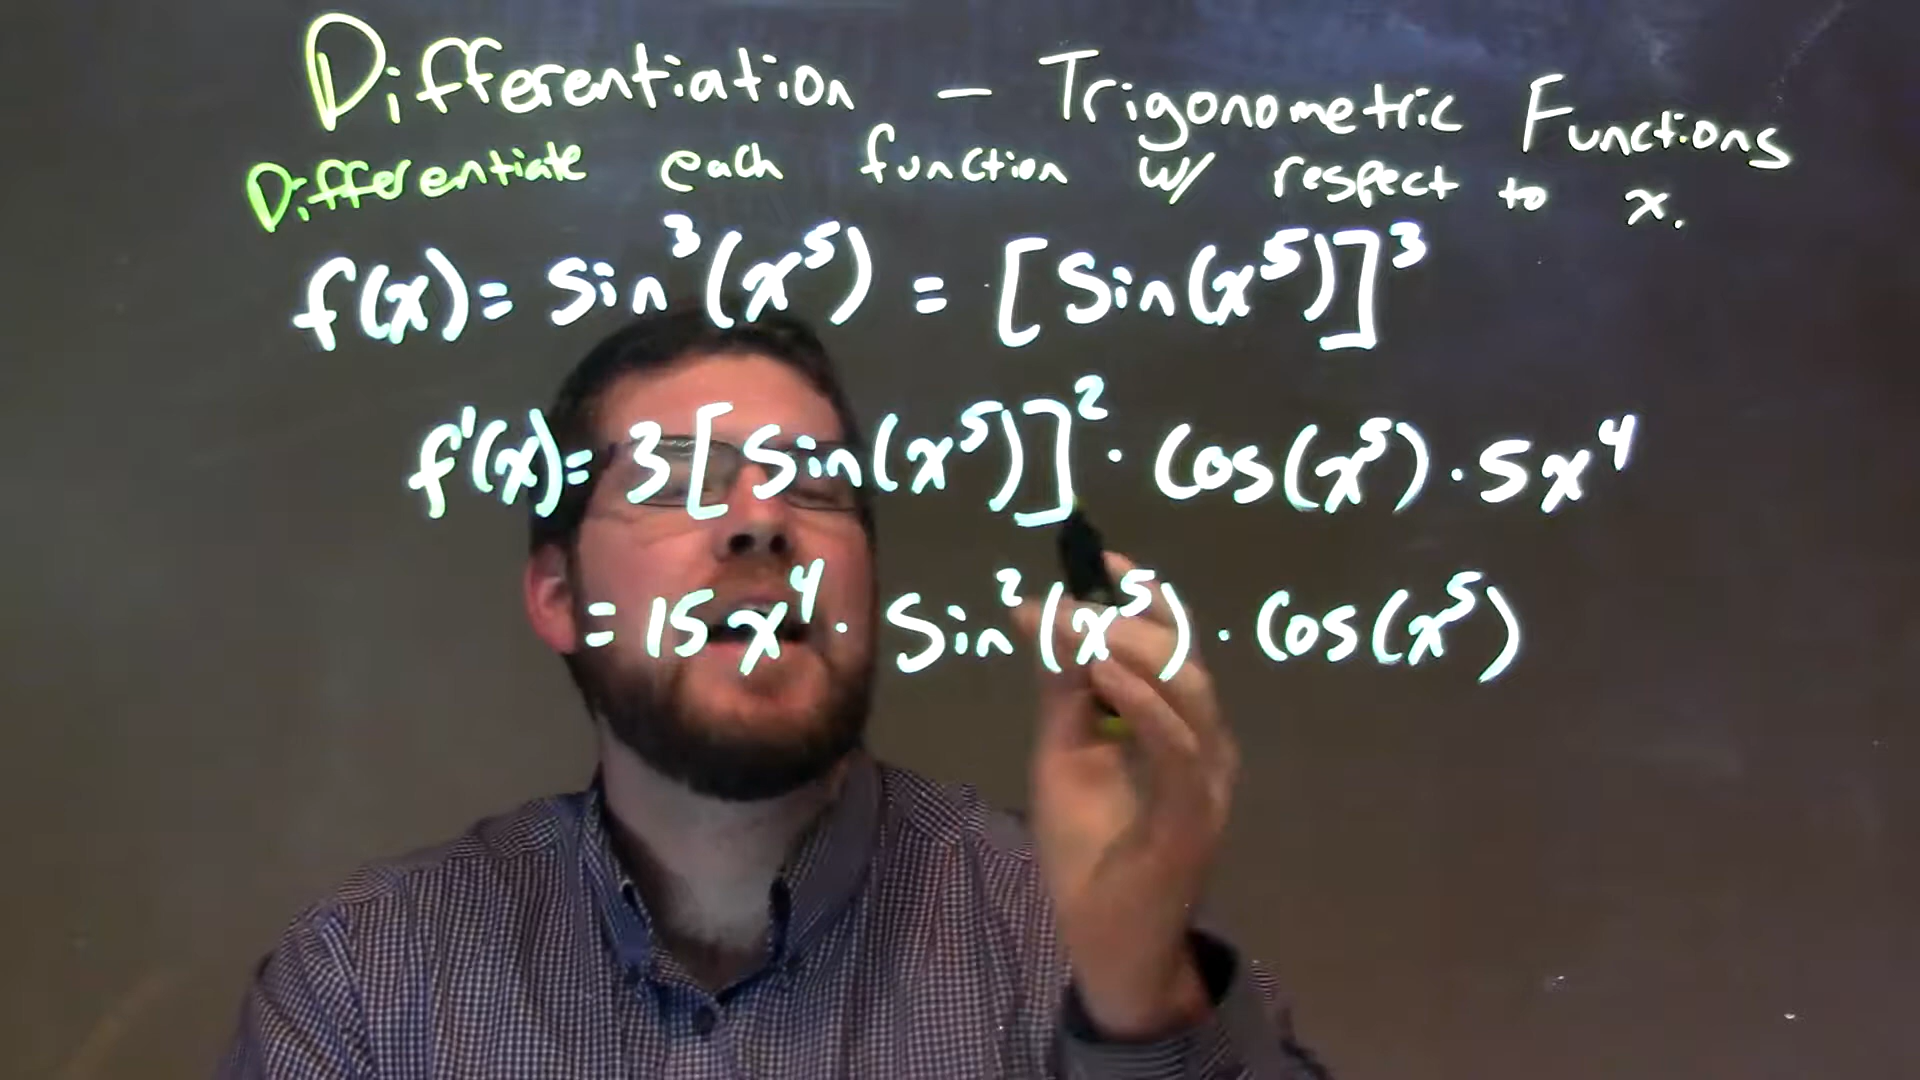 Differentiation - Trigonometric Functions
Differentiate each function w/ respect to x.
f(x) = Sin³(x⁵) = [Sin(x⁵)]³
f'(x) = 3[Sin(x⁵)]² · Cos(x⁵) · 5x⁴
= 15x⁴ · Sin²(x⁵) · Cos(x⁵)